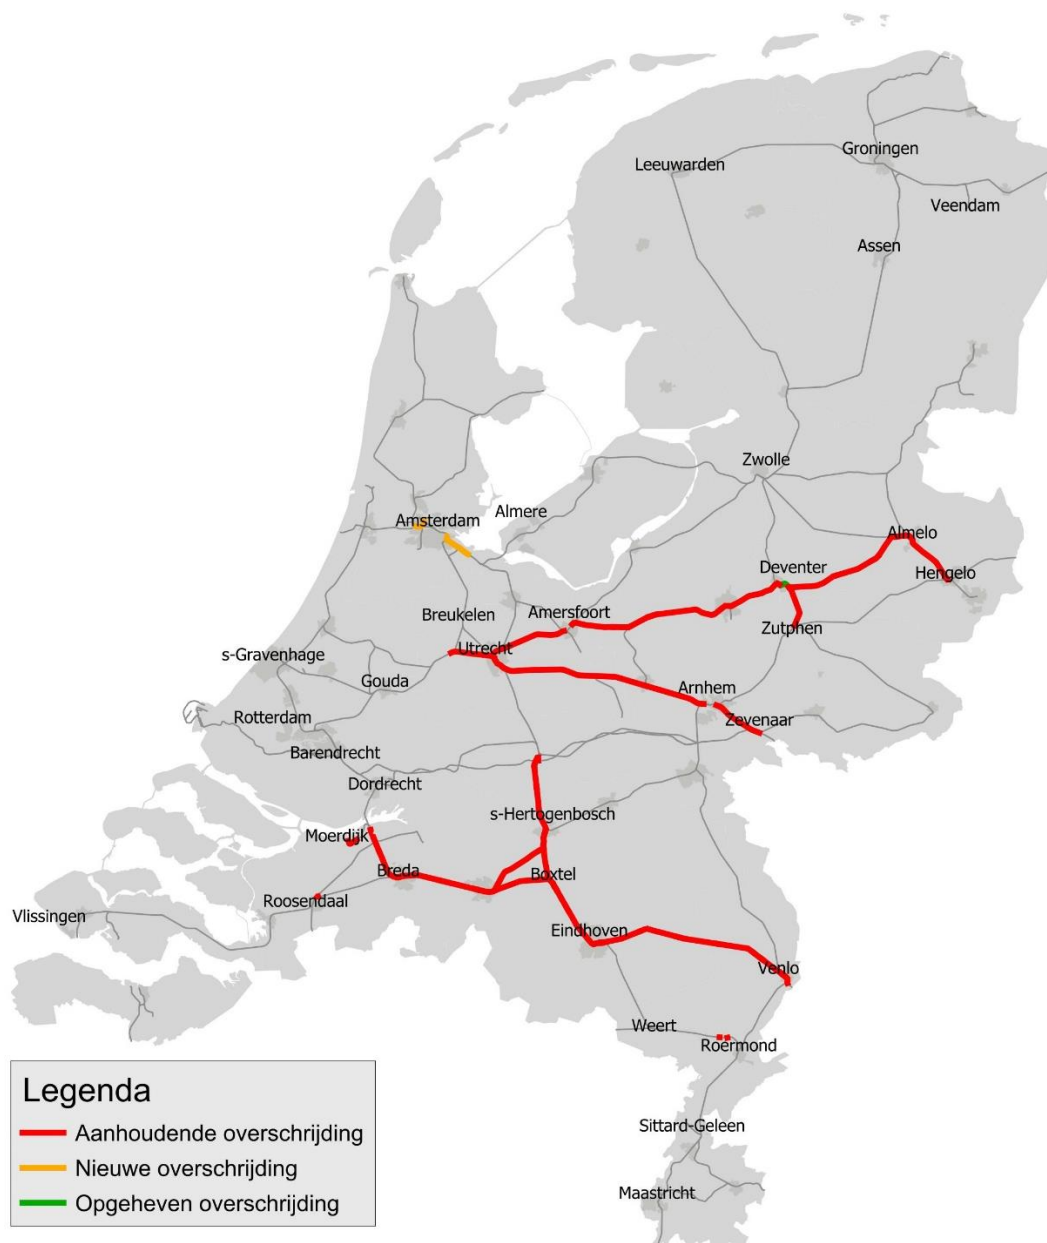 Groningen
Leeuwarden
Veendam
Assen
Zwolle
Almere
Amsterdam
Almelo
Deventer
Hengelo
Breukelen
Amersfoort
Zutphen
Utrecht
s-Gravenhage
Gouda
Arnhem
Rotterdam
Zevenaar
Barendrecht
Dordrecht
s-Hertogenbosch
Moerdijk
Breda
Boxtel
Roosendaal
Vlissingen
Eindhoven
Venlo
Weert
Roermond
Legenda
Aanhoudende overschrijding
Nieuwe overschrijding
Opgeheven overschrijding
Sittard-Geleen
Maastricht